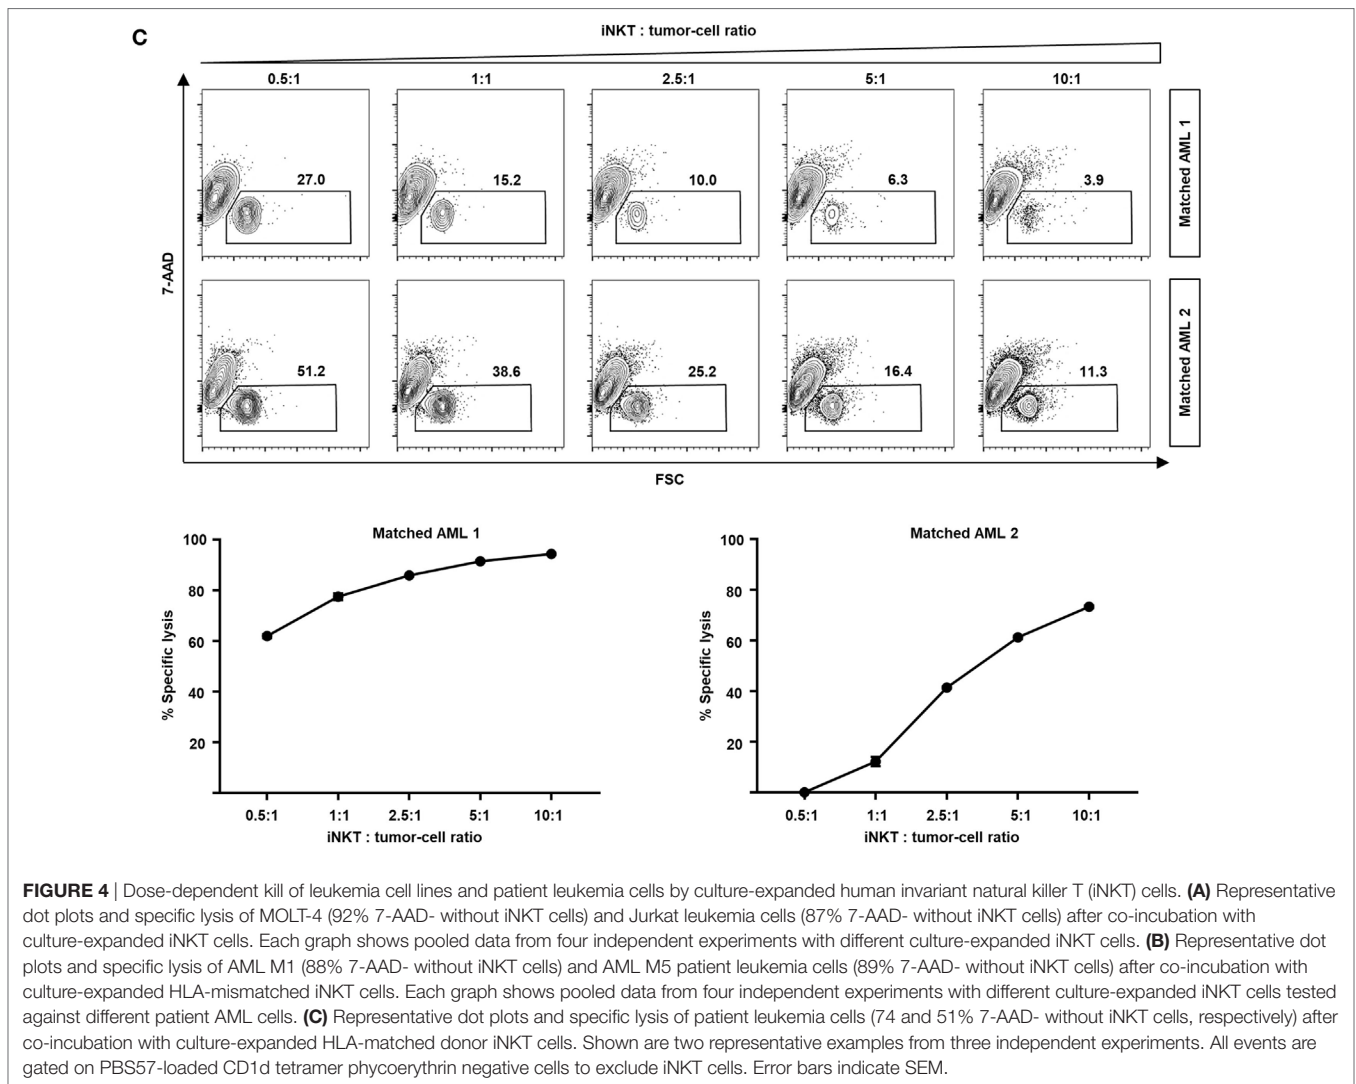 C
iNKT : tumor-cell ratio
0.5:1 1:1 2.5:1 5:1 10:1
27.0 15.2 10.0 6.3 3.9
Matched AML 1
7-AAD
51.2 38.6 25.2 16.4 11.3
Matched AML 2
FSC
Matched AML 1
% Specific lysis
100
80
60
40
20
0.5:1 1:1 2.5:1 5:1 10:1
iNKT : tumor-cell ratio
Matched AML 2
% Specific lysis
100
80
60
40
20
0.5:1 1:1 2.5:1 5:1 10:1
iNKT : tumor-cell ratio
FIGURE 4 | Dose-dependent kill of leukemia cell lines and patient leukemia cells by culture-expanded human invariant natural killer T (iNKT) cells. (A) Representative
dot plots and specific lysis of MOLT-4 (92% 7-AAD- without iNKT cells) and Jurkat leukemia cells (87% 7-AAD- without iNKT cells) after co-incubation with
culture-expanded iNKT cells. Each graph shows pooled data from four independent experiments with different culture-expanded iNKT cells. (B) Representative dot
plots and specific lysis of AML M1 (88% 7-AAD- without iNKT cells) and AML M5 patient leukemia cells (89% 7-AAD- without iNKT cells) after co-incubation with
culture-expanded HLA-mismatched iNKT cells. Each graph shows pooled data from four independent experiments with different culture-expanded iNKT cells tested
against different patient AML cells. (C) Representative dot plots and specific lysis of patient leukemia cells (74 and 51% 7-AAD- without iNKT cells, respectively) after
co-incubation with culture-expanded HLA-matched donor iNKT cells. Shown are two representative examples from three independent experiments. All events are
gated on PBS57-loaded CD1d tetramer phycoerythrin negative cells to exclude iNKT cells. Error bars indicate SEM.